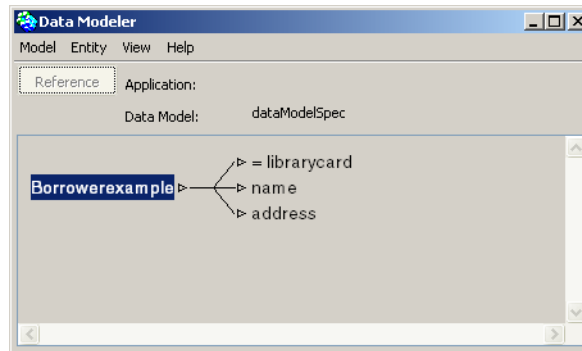 Data Modeler
Model Entity View Help
Reference Application:
Data Model: dataModelSpec
= librarycard
Borrowerexample name
address